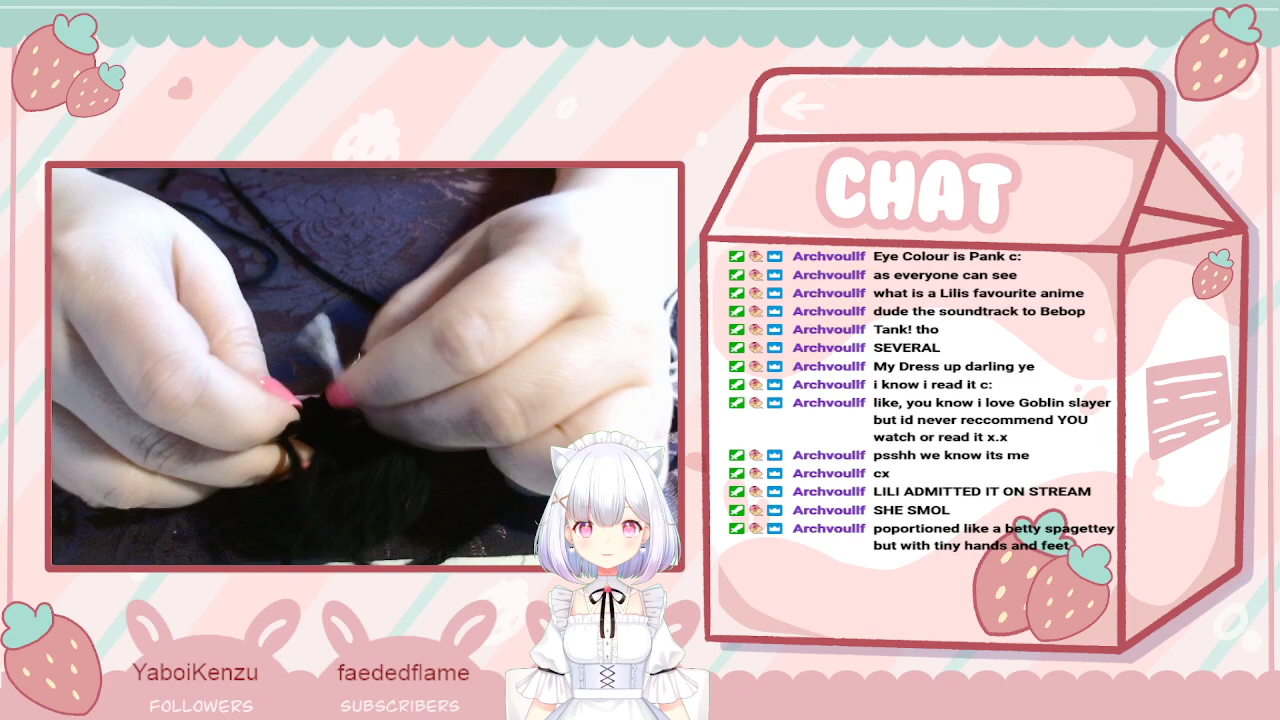 CHAT
Archvoullf Eye Colour is Pank c:
Archvoullf as everyone can see
Archvoullf what is a Lilis favourite anime
Archvoullf dude the soundtrack to Bebop
Archvoullf Tank! tho
Archvoullf SEVERAL
Archvoullf My Dress up darling ye
Archvoullf i know i read it c:
Archvoullf like, you know i love Goblin slayer
but id never reccommend YOU
watch or read it x.x
Archvoullf psshh we know its me
Archvoullf cx
Archvoullf LILI ADMITTED IT ON STREAM
Archvoullf SHE SMOL
Archvoullf poportioned like a betty spagettey
but with tiny hands and feet
YaboiKenzu
FOLLOWERS
faededflame
SUBSCRIBERS